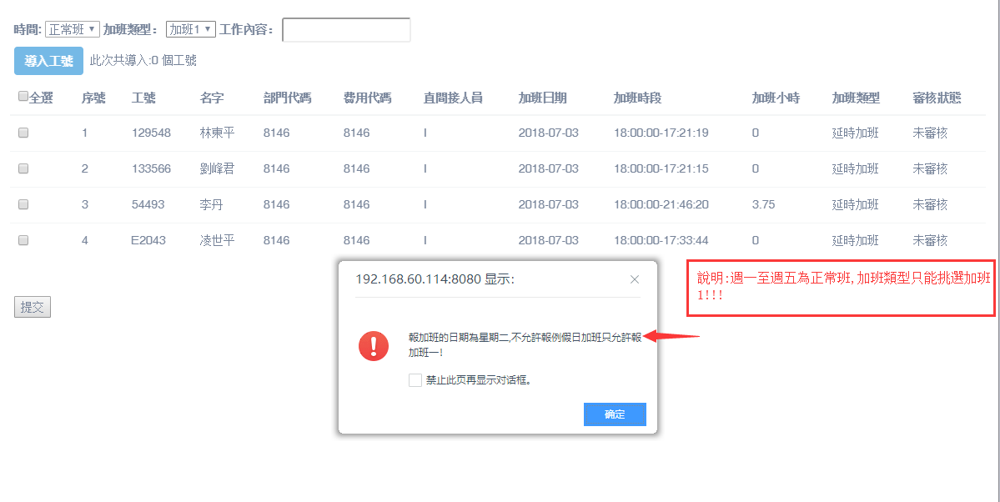 時間: 正常班 加班類型： 加班1 工作內容：
導入工號 此次共導入:0 個工號
全選 序號 工號 名字 部門代碼 費用代碼 直間接人員 加班日期 加班時段 加班小時 加班類型 審核狀態
1 129548 林東平 8146 8146 I 2018-07-03 18:00:00-17:21:19 0 延時加班 未審核
2 133566 劉峰君 8146 8146 I 2018-07-03 18:00:00-17:21:15 0 延時加班 未審核
3 54493 李丹 8146 8146 I 2018-07-03 18:00:00-21:46:20 3.75 延時加班 未審核
4 E2043 凌世平 8146 8146 I 2018-07-03 18:00:00-17:33:44 0 延時加班 未審核
192.168.60.114:8080 显示:
報加班的日期為星期二,不允許報例假日加班只允許報
加班一!
禁止此页再显示对话框。
确定
說明:週一至週五為正常班,加班類型只能挑選加班
1!!!
提交